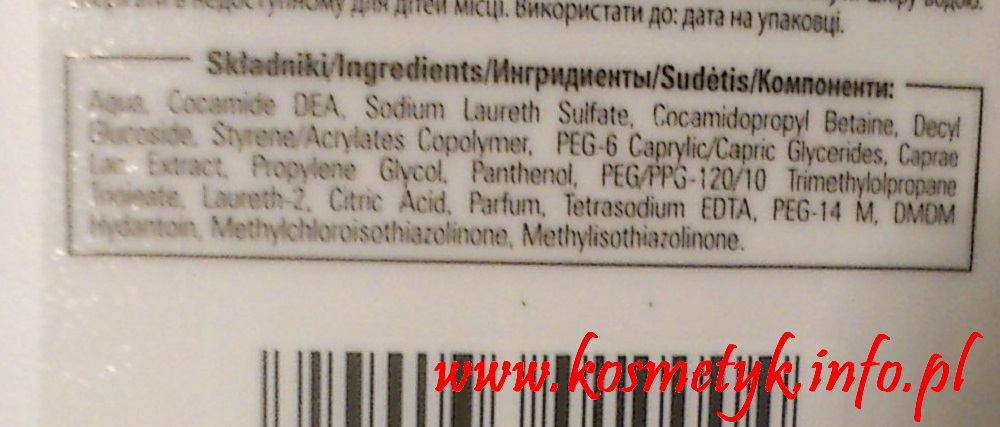 в недоступному для дітей місці. Використати до: дата на упаковці.
водою.
Składniki/Ingredients/Ингридиенты/Sudėtis/Компоненти:
Aqua, Cocamide DEA, Sodium Laureth Sulfate, Cocamidopropyl Betaine, Decyl
Glucoside, Styrene/Acrylates Copolymer, PEG-6 Caprylic/Capric Glycerides, Caprae
Lac Extract, Propylene Glycol, Panthenol, PEG/PPG-120/10 Trimethylolpropane
Trioleate, Laureth-2, Citric Acid, Parfum, Tetrasodium EDTA, PEG-14 M, DMDM
Hydantoin, Methylchloroisothiazolinone, Methylisothiazolinone.
www.kosmetyk.info.pl